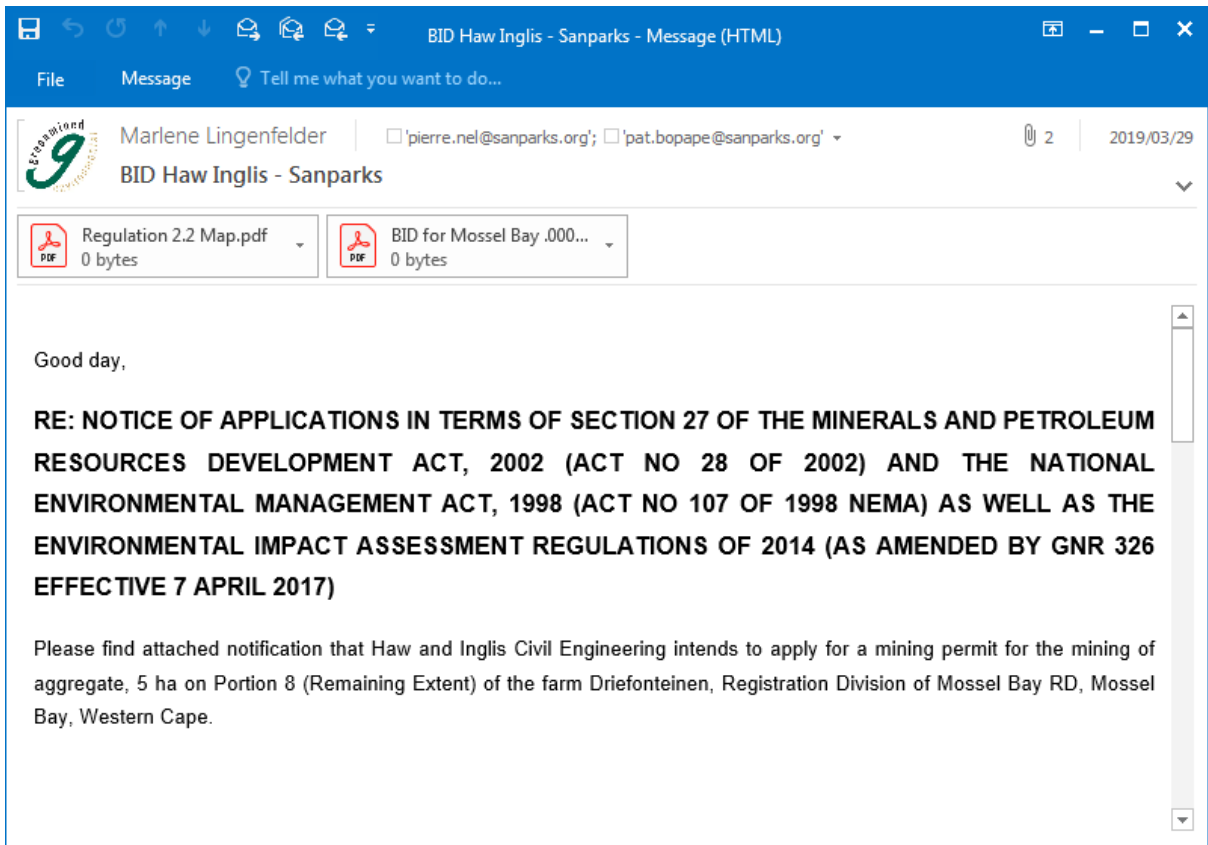 BID Haw Inglis - Sanparks - Message (HTML)
File Message Tell me what you want to do...
Marlene Lingenfelder 'pierre.nel@sanparks.org'; 'pat.bopape@sanparks.org' 2 2019/03/29
BID Haw Inglis - Sanparks
Regulation 2.2 Map.pdf BID for Mossel Bay .000...
0 bytes 0 bytes
Good day,
RE: NOTICE OF APPLICATIONS IN TERMS OF SECTION 27 OF THE MINERALS AND PETROLEUM
RESOURCES DEVELOPMENT ACT, 2002 (ACT NO 28 OF 2002) AND THE NATIONAL
ENVIRONMENTAL MANAGEMENT ACT, 1998 (ACT NO 107 OF 1998 NEMA) AS WELL AS THE
ENVIRONMENTAL IMPACT ASSESSMENT REGULATIONS OF 2014 (AS AMENDED BY GNR 326
EFFECTIVE 7 APRIL 2017)
Please find attached notification that Haw and Inglis Civil Engineering intends to apply for a mining permit for the mining of
aggregate, 5 ha on Portion 8 (Remaining Extent) of the farm Driefonteinen, Registration Division of Mossel Bay RD, Mossel
Bay, Western Cape.